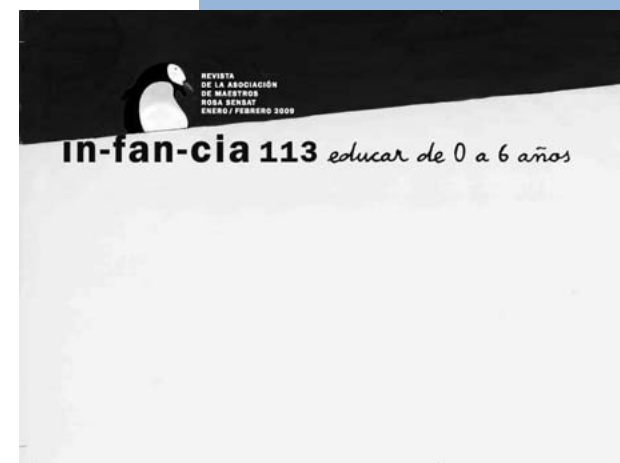 REVISTA
DE LA ASOCIACIÓN
DE MAESTROS
ROSA SENSAT
ENERO / FEBRERO 2009
in-fan-cia 113 educar de 0 a 6 años